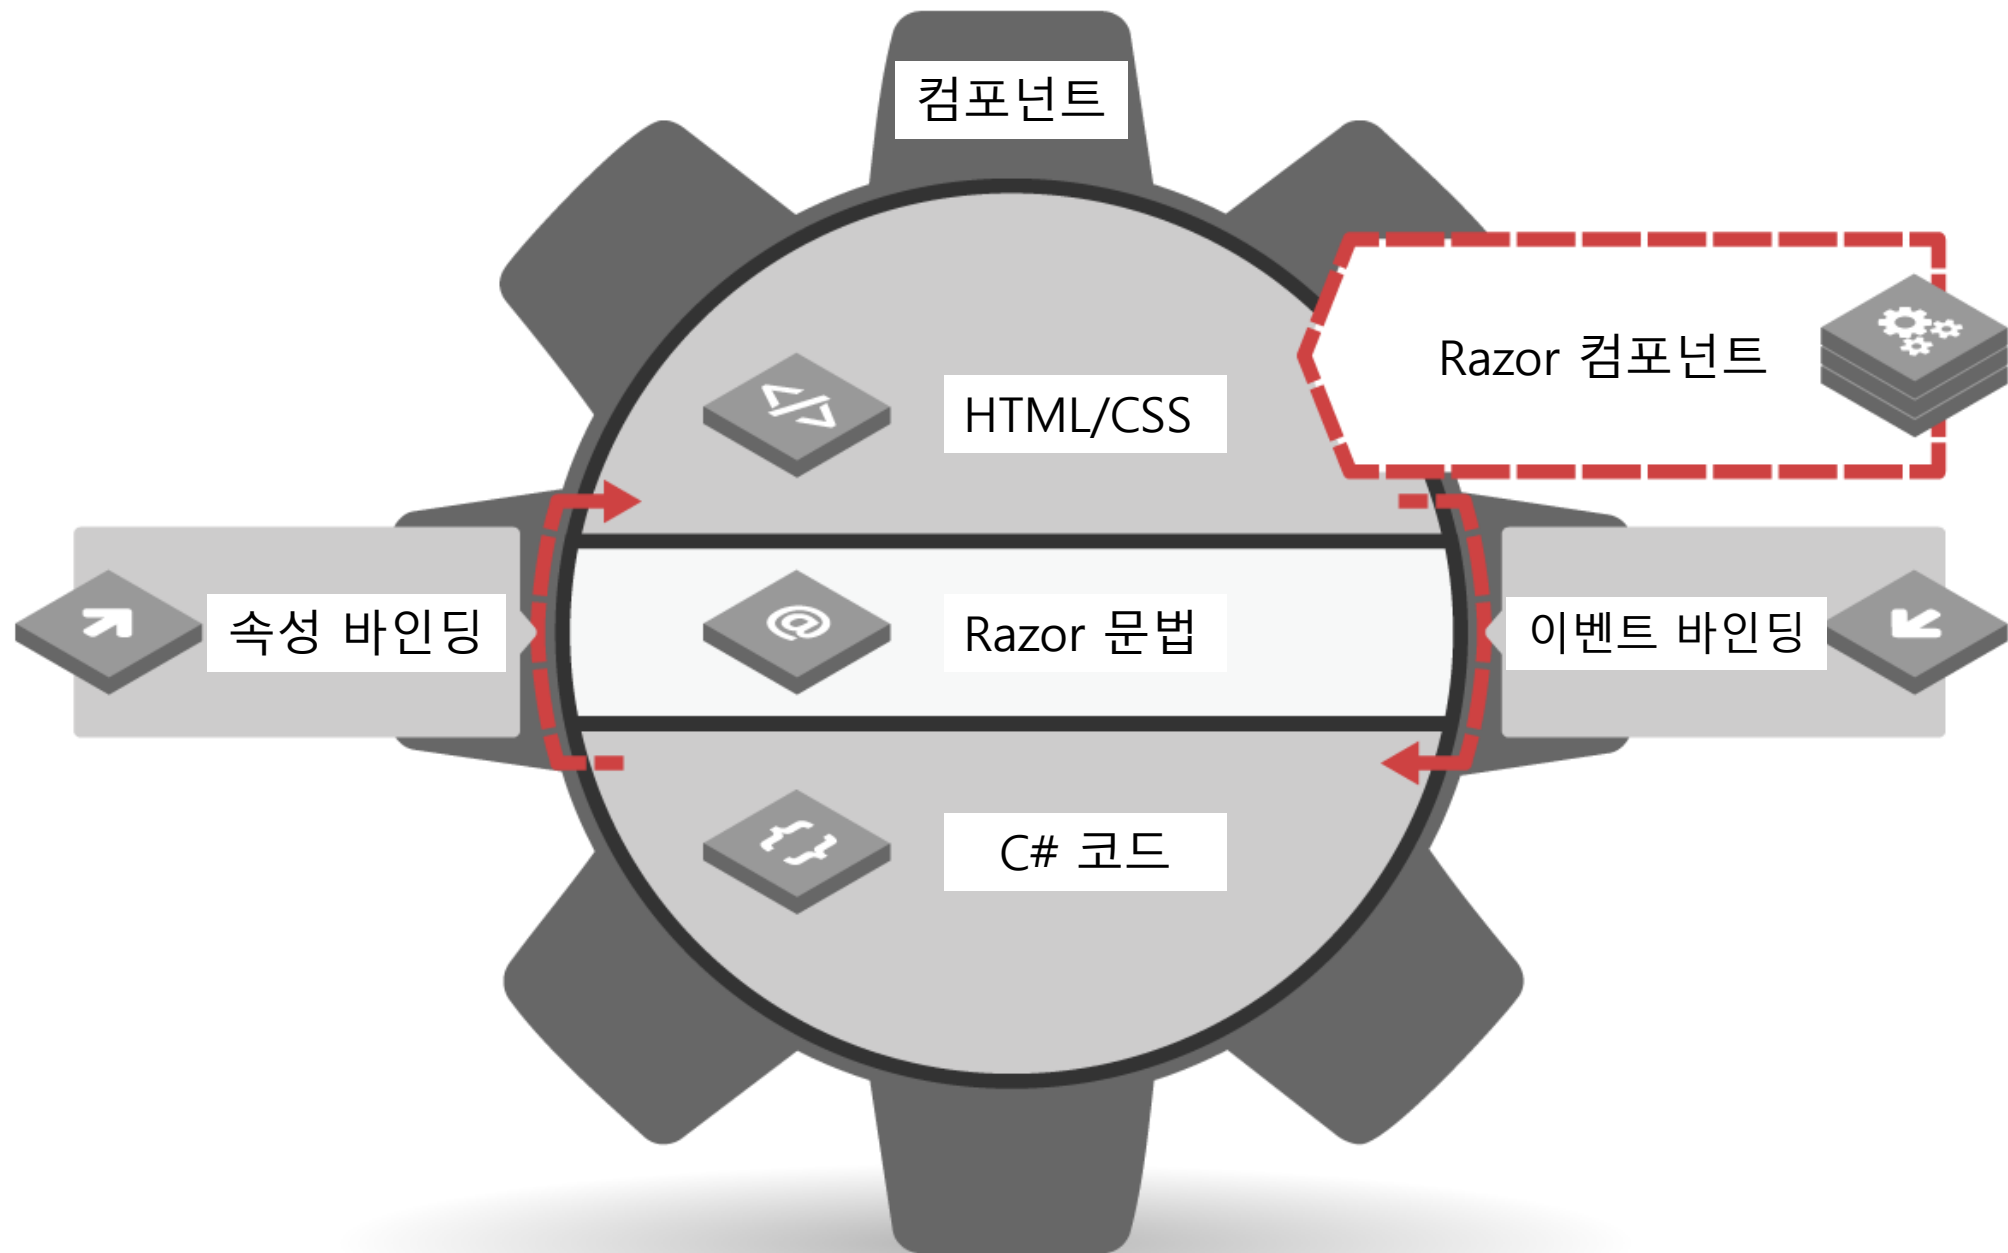 컴포넌트
Razor 컴포넌트
</>
HTML/CSS
속성 바인딩
@
Razor 문법
이벤트 바인딩
{ }
C# 코드